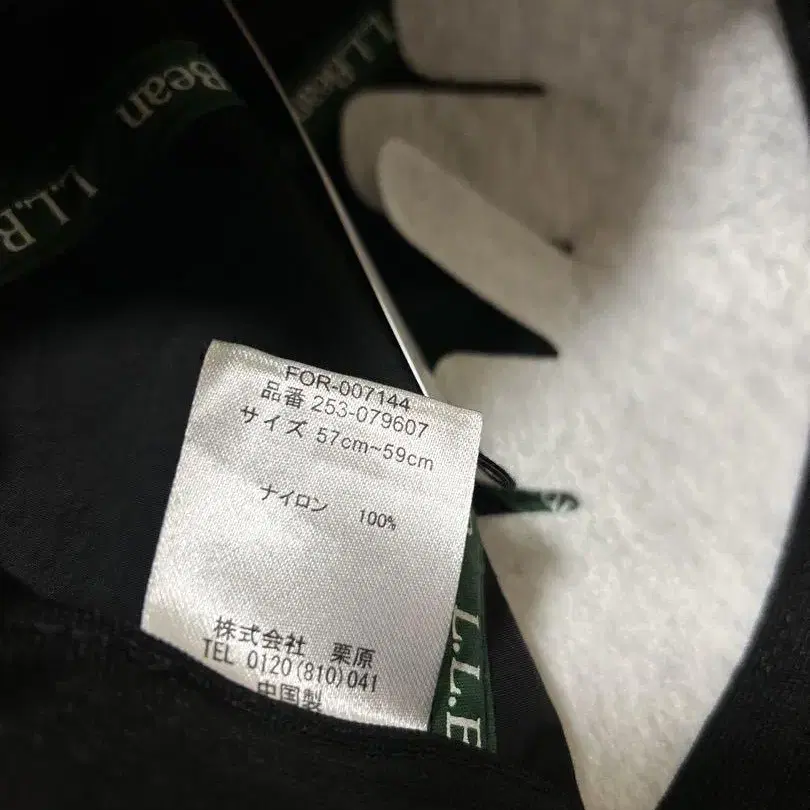 Bean
L.L.Bean
L.L.B
FOR-007144
品番 253-079607
サイズ 57cm~59cm
ナイロン 100%
株式会社 栗原
TEL 0120(810)041
中国製
L.L.B